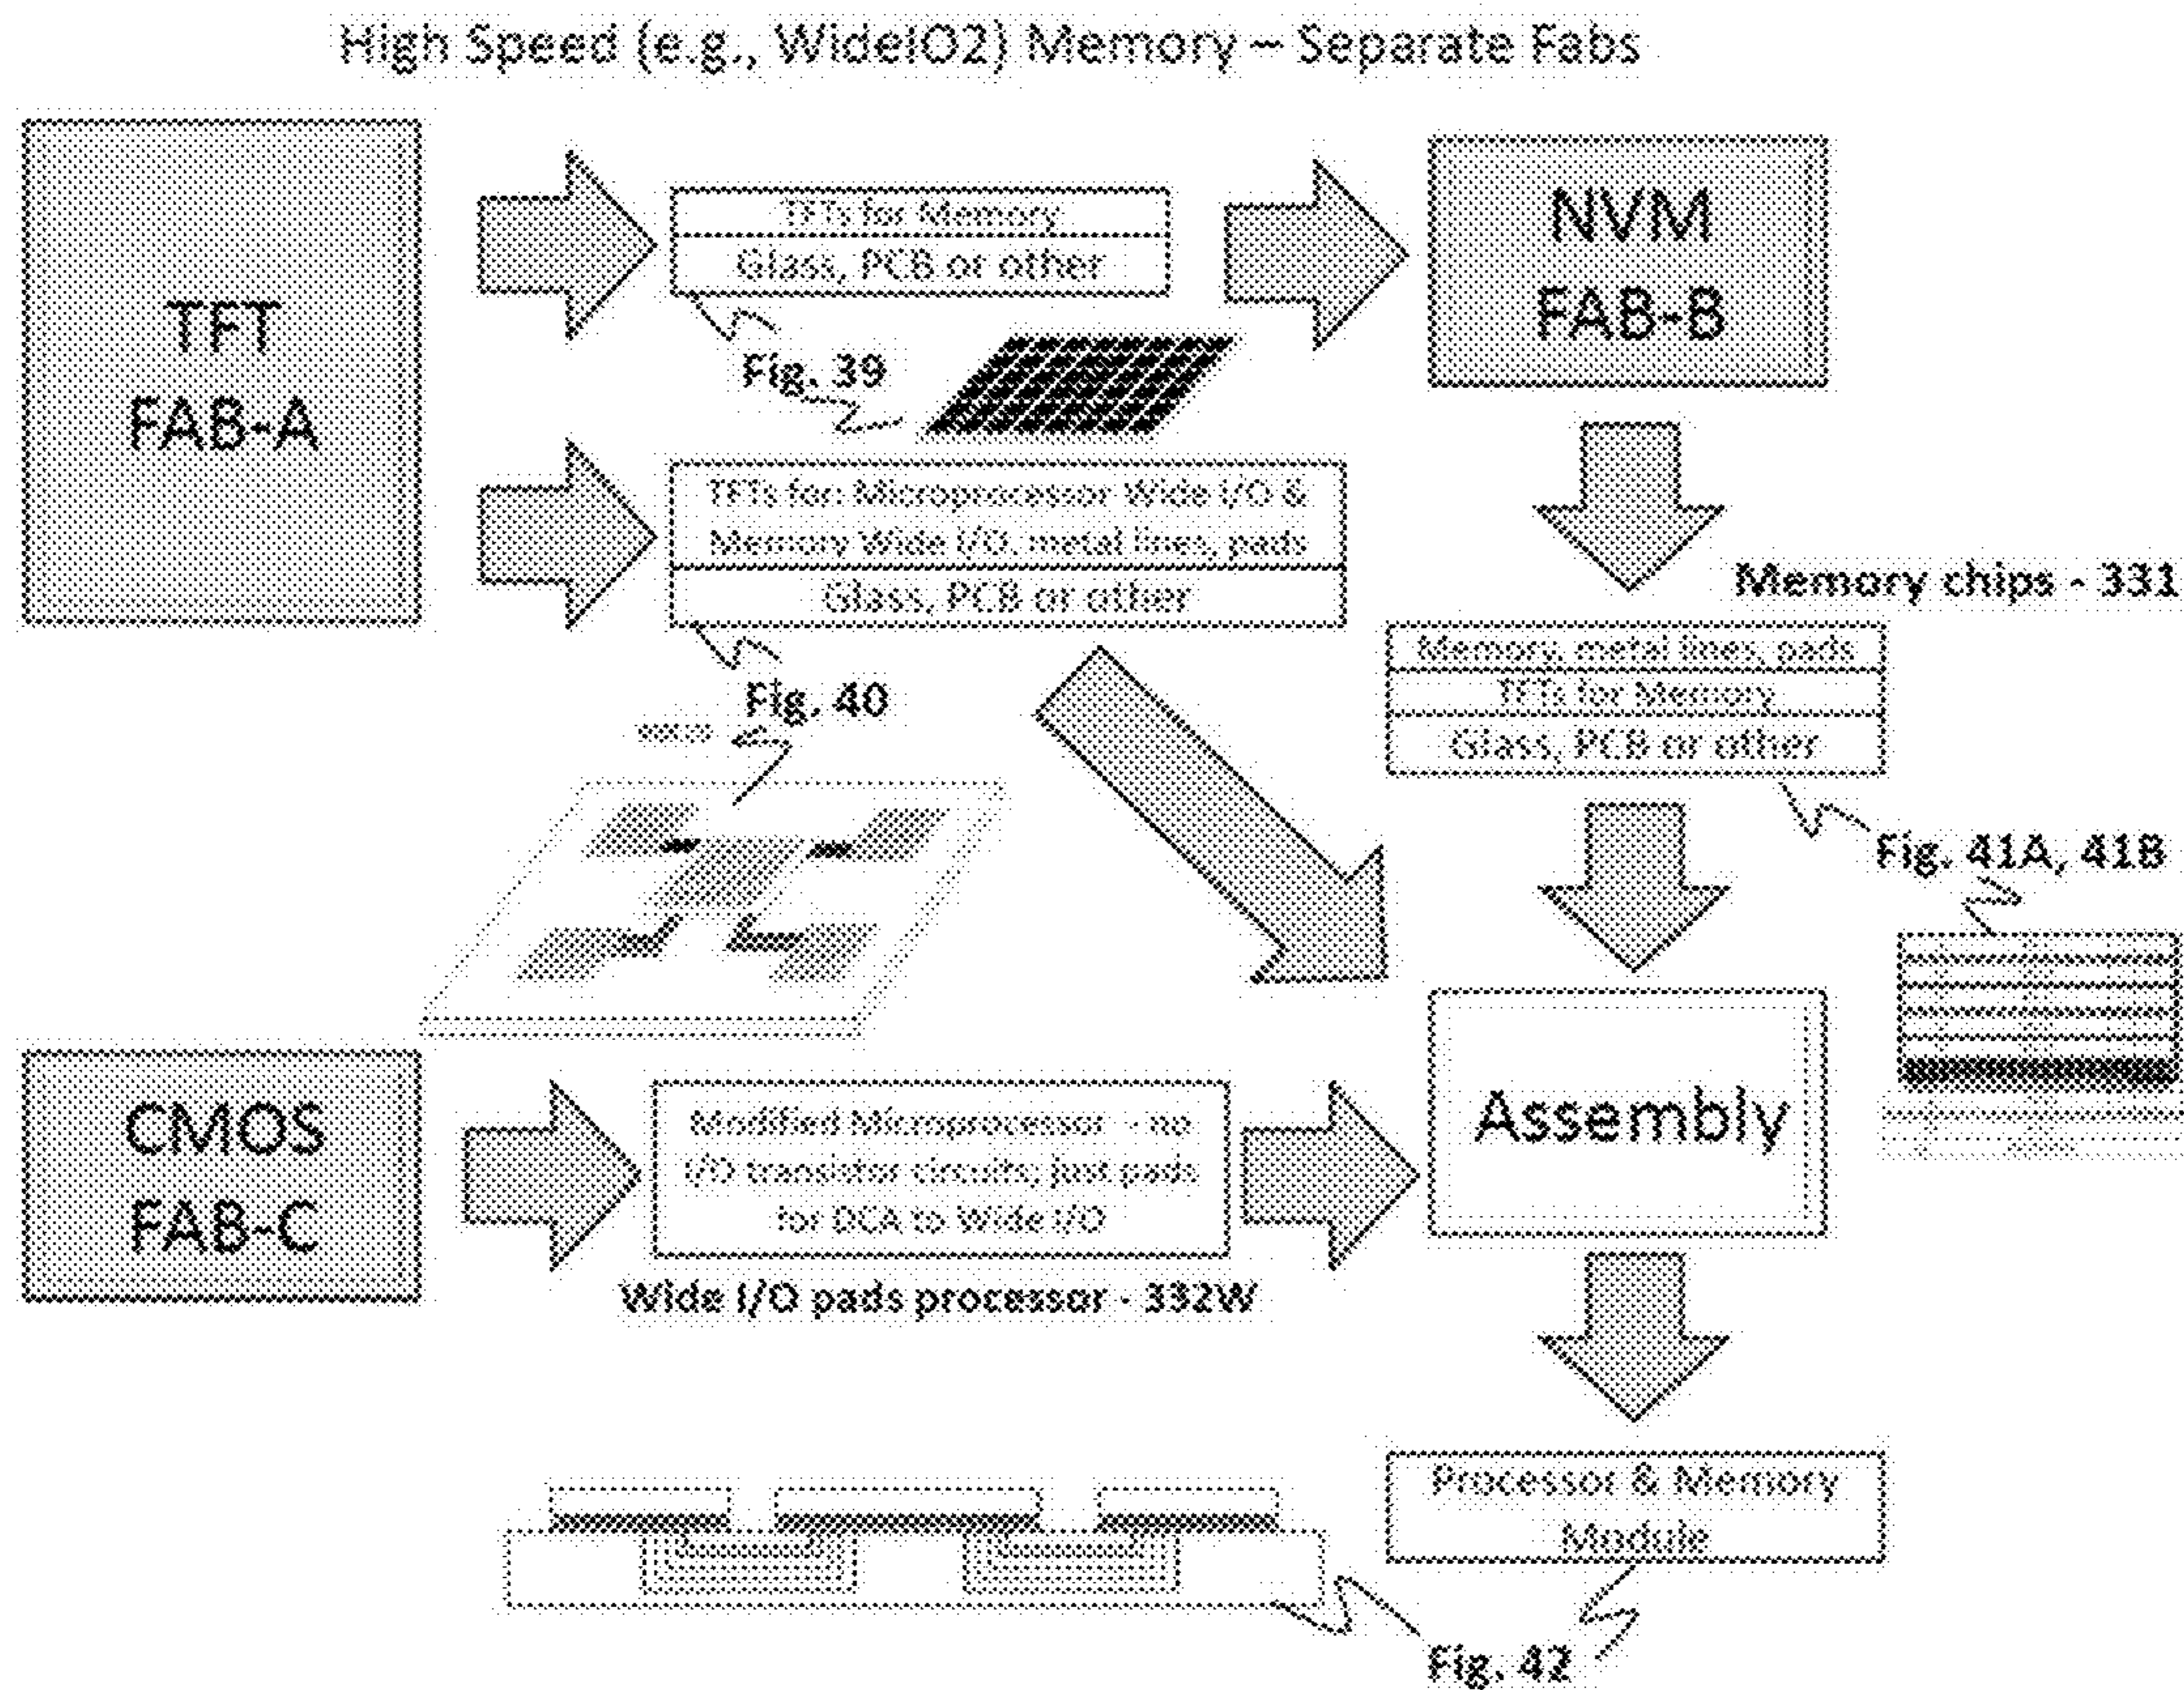 High Speed (e.g., WideIO2) Memory – Separate Fabs
TFT
FAB-A
TFTs for Memory
Glass, PCB or other
NVM
FAB-B
Fig. 39
TFTs for: Microprocessor Wide I/O &
Memory Wide I/O, metal lines, pads
Glass, PCB or other
Fig. 40
Memory chips - 331
Memory, metal lines, pads
TFTs for Memory
Glass, PCB or other
Fig. 41A, 41B
CMOS
FAB-C
Modified Microprocessor - no
I/O transistor circuits; just pads
for DCA to Wide I/O
Wide I/O pads processor - 332W
Assembly
Processor & Memory
Module
Fig. 42